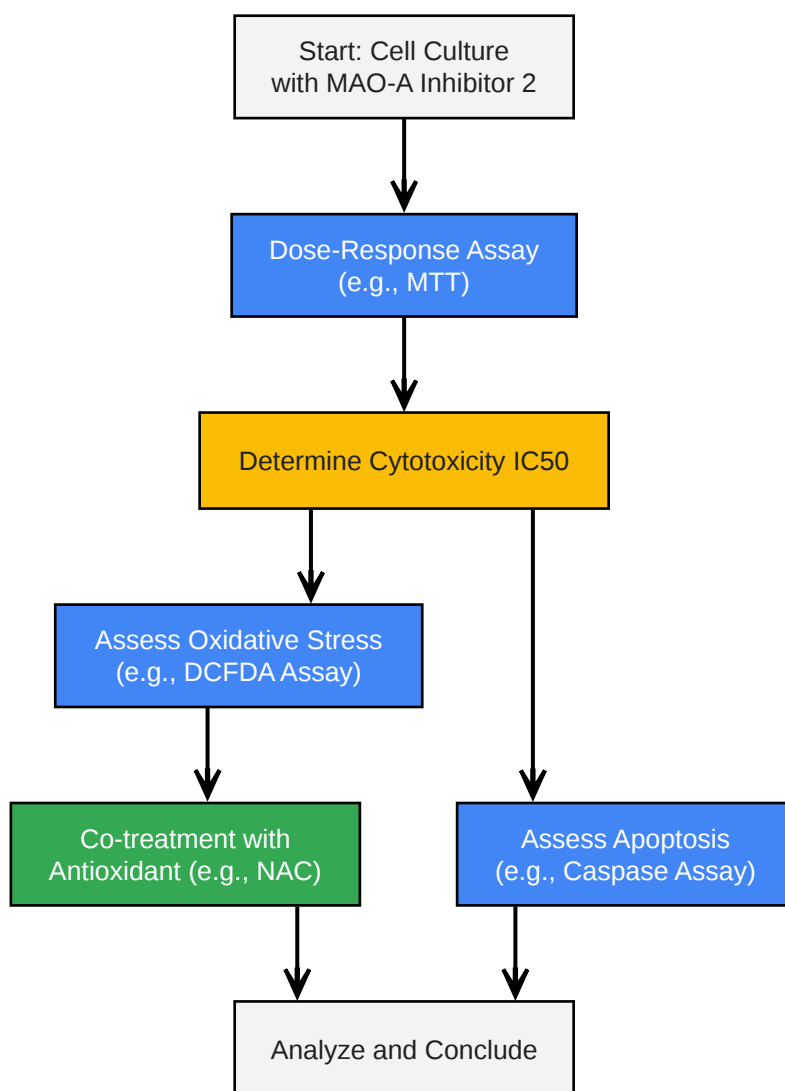 Start: Cell Culture
with MAO-A Inhibitor 2
Dose-Response Assay
(e.g., MTT)
Determine Cytotoxicity IC50
Assess Oxidative Stress
(e.g., DCFDA Assay)
Co-treatment with
Antioxidant (e.g., NAC)
Assess Apoptosis
(e.g., Caspase Assay)
Analyze and Conclude